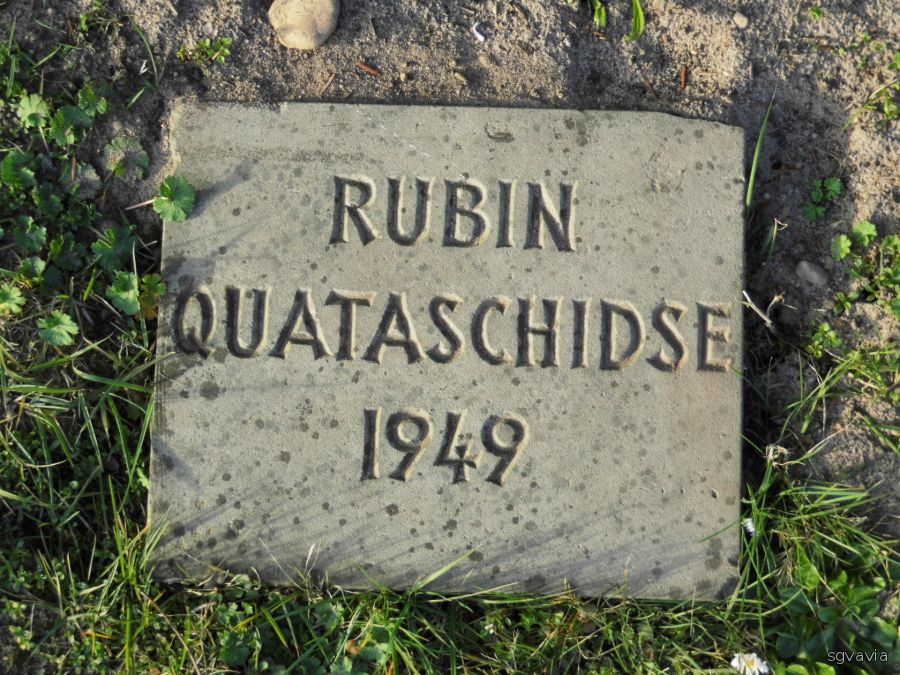 RUBIN
QUATASCHIDSE
1949
sgvavia